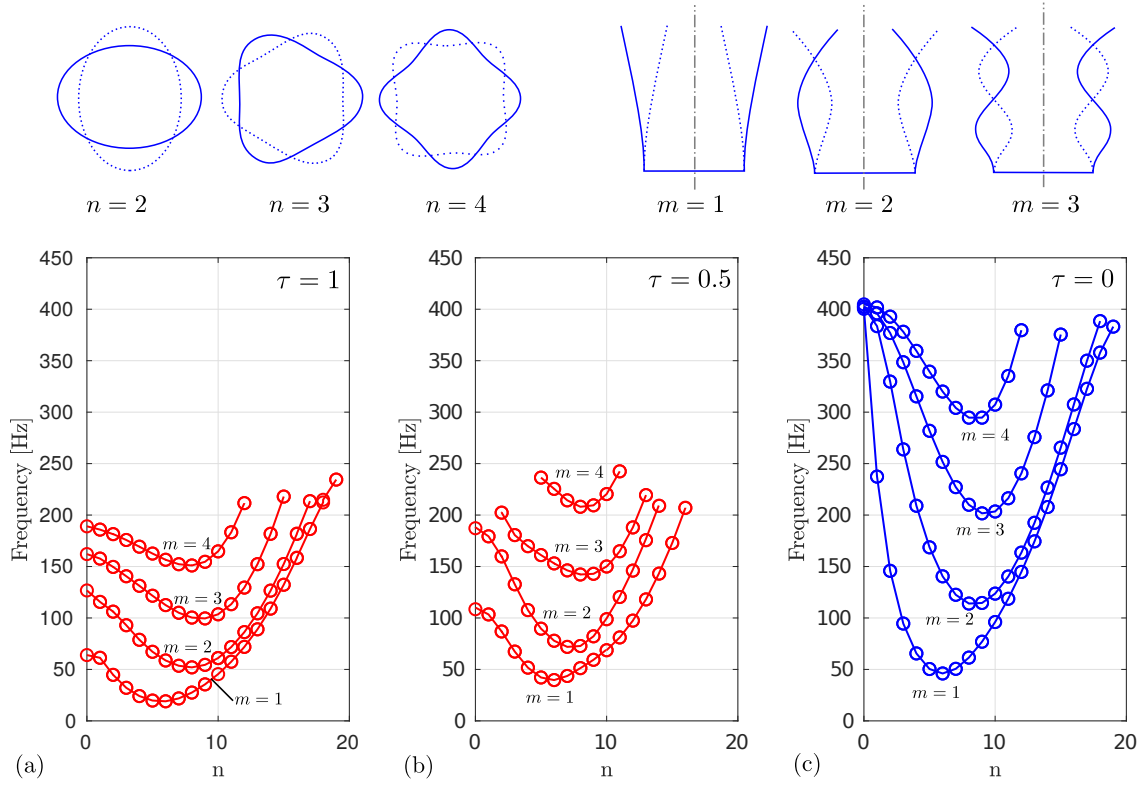 n = 2
n = 3
n = 4
m = 1
m = 2
m = 3
450
400
350
300
250
200
150
100
50
0
Frequency [Hz]
τ = 1
m = 4
m = 3
m = 2
m = 1
0
10
20
n
(a)
450
400
350
300
250
200
150
100
50
0
Frequency [Hz]
τ = 0.5
m = 4
m = 3
m = 2
m = 1
0
10
20
n
(b)
450
400
350
300
250
200
150
100
50
0
Frequency [Hz]
τ = 0
m = 4
m = 3
m = 2
m = 1
0
10
20
n
(c)